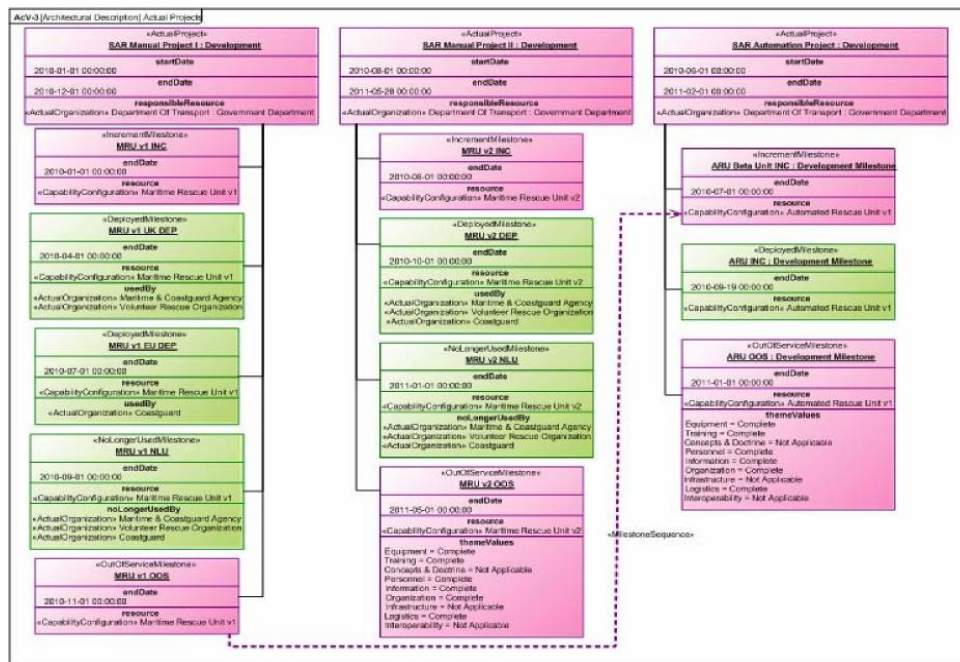 AcV-3 [Architectural Description] Actual Projects
«ActualProject»
SAR Manual Project I : Development
startDate
2010-01-01 00:00:00
endDate
2010-12-01 00:00:00
responsibleResource
«ActualOrganization» Department Of Transport : Government Department
«IncrementMilestone»
MRU v1 INC
endDate
2010-01-01 00:00:00
resource
«CapabilityConfiguration» Maritime Rescue Unit v1
«DeployedMilestone»
MRU v1 UK DEP
endDate
2010-04-01 00:00:00
resource
«CapabilityConfiguration» Maritime Rescue Unit v1
usedBy
«ActualOrganization» Maritime & Coastguard Agency
«ActualOrganization» Volunteer Rescue Organization
«DeployedMilestone»
MRU v1 EU DEP
endDate
2010-07-01 00:00:00
resource
«CapabilityConfiguration» Maritime Rescue Unit v1
usedBy
«ActualOrganization» Coastguard
«NoLongerUsedMilestone»
MRU v1 NLU
endDate
2010-09-01 00:00:00
resource
«CapabilityConfiguration» Maritime Rescue Unit v1
noLongerUsedBy
«ActualOrganization» Maritime & Coastguard Agency
«ActualOrganization» Volunteer Rescue Organization
«ActualOrganization» Coastguard
«OutOfServiceMilestone»
MRU v1 OOS
endDate
2010-11-01 00:00:00
resource
«CapabilityConfiguration» Maritime Rescue Unit v1
«ActualProject»
SAR Manual Project II : Development
startDate
2010-08-01 00:00:00
endDate
2011-05-28 00:00:00
responsibleResource
«ActualOrganization» Department Of Transport : Government Department
«IncrementMilestone»
MRU v2 INC
endDate
2010-08-01 00:00:00
resource
«CapabilityConfiguration» Maritime Rescue Unit v2
«DeployedMilestone»
MRU v2 DEP
endDate
2010-10-01 00:00:00
resource
«CapabilityConfiguration» Maritime Rescue Unit v2
usedBy
«ActualOrganization» Maritime & Coastguard Agency
«ActualOrganization» Volunteer Rescue Organization
«ActualOrganization» Coastguard
«NoLongerUsedMilestone»
MRU v2 NLU
endDate
2011-01-01 00:00:00
resource
«CapabilityConfiguration» Maritime Rescue Unit v2
noLongerUsedBy
«ActualOrganization» Maritime & Coastguard Agency
«ActualOrganization» Volunteer Rescue Organization
«ActualOrganization» Coastguard
«OutOfServiceMilestone»
MRU v2 OOS
endDate
2011-05-01 00:00:00
resource
«CapabilityConfiguration» Maritime Rescue Unit v2
themeValues
Equipment = Complete
Training = Complete
Concepts & Doctrine = Not Applicable
Personnel = Complete
Information = Complete
Organization = Complete
Infrastructure = Not Applicable
Logistics = Complete
Interoperability = Not Applicable
«ActualProject»
SAR Automation Project : Development
startDate
2010-06-01 00:00:00
endDate
2011-02-01 00:00:00
responsibleResource
«ActualOrganization» Department Of Transport : Government Department
«IncrementMilestone»
ARU Beta Unit INC : Development Milestone
endDate
2010-07-01 00:00:00
resource
«CapabilityConfiguration» Automated Rescue Unit v1
«DeployedMilestone»
ARU INC : Development Milestone
endDate
2010-09-19 00:00:00
resource
«CapabilityConfiguration» Automated Rescue Unit v1
«OutOfServiceMilestone»
ARU OOS : Development Milestone
endDate
2011-01-01 00:00:00
resource
«CapabilityConfiguration» Automated Rescue Unit v1
themeValues
Equipment = Complete
Training = Complete
Concepts & Doctrine = Not Applicable
Personnel = Complete
Information = Complete
Organization = Complete
Infrastructure = Not Applicable
Logistics = Complete
Interoperability = Not Applicable
«MilestoneSequence»